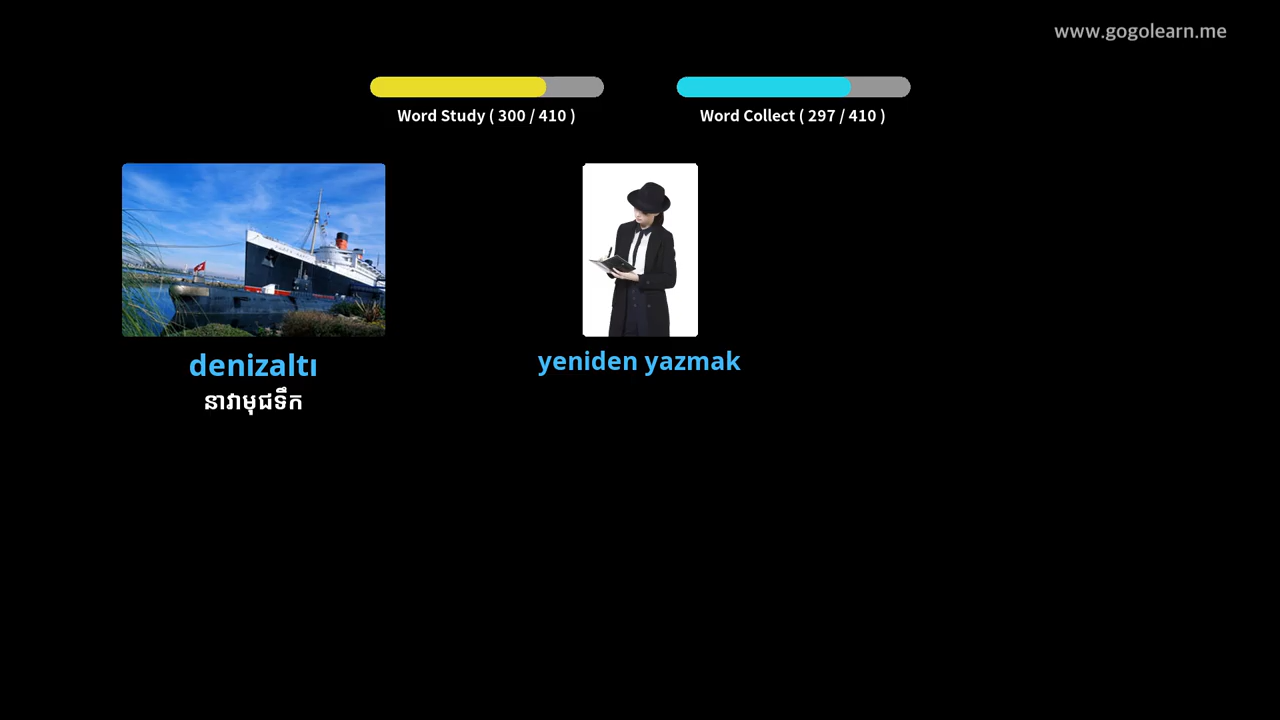 www.gogolearn.me
Word Study ( 300 / 410 )
Word Collect ( 297 / 410 )
denizaltı
នាវាមុជទឹក
yeniden yazmak